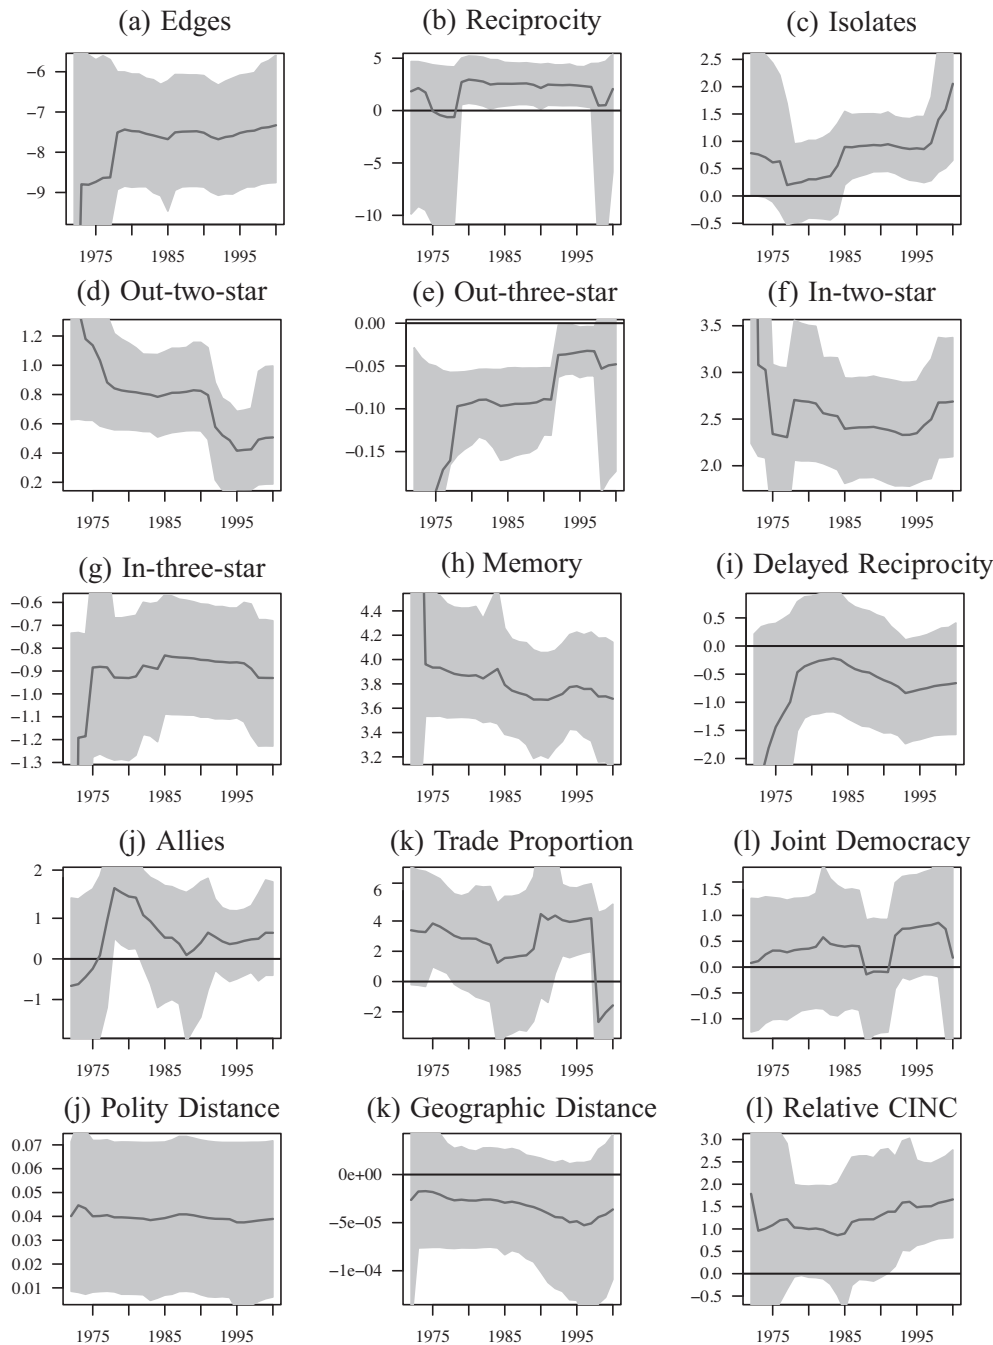 (a) Edges
−6
−7
−8
−9
1975 1985 1995
(b) Reciprocity
5
0
−5
−10
1975 1985 1995
(c) Isolates
2.5
2.0
1.5
1.0
0.5
0.0
−0.5
1975 1985 1995
(d) Out-two-star
1.2
1.0
0.8
0.6
0.4
0.2
1975 1985 1995
(e) Out-three-star
0.00
−0.05
−0.10
−0.15
1975 1985 1995
(f) In-two-star
3.5
3.0
2.5
2.0
1975 1985 1995
(g) In-three-star
−0.6
−0.7
−0.8
−0.9
−1.0
−1.1
−1.2
−1.3
1975 1985 1995
(h) Memory
4.4
4.2
4.0
3.8
3.6
3.4
3.2
1975 1985 1995
(i) Delayed Reciprocity
0.5
0.0
−0.5
−1.0
−1.5
−2.0
1975 1985 1995
(j) Allies
2
1
0
−1
1975 1985 1995
(k) Trade Proportion
6
4
2
0
−2
1975 1985 1995
(l) Joint Democracy
1.5
1.0
0.5
0.0
−0.5
−1.0
1975 1985 1995
(j) Polity Distance
0.07
0.06
0.05
0.04
0.03
0.02
0.01
1975 1985 1995
(k) Geographic Distance
0e+00
−5e−05
−1e−04
1975 1985 1995
(l) Relative CINC
3.0
2.5
2.0
1.5
1.0
0.5
0.0
−0.5
1975 1985 1995